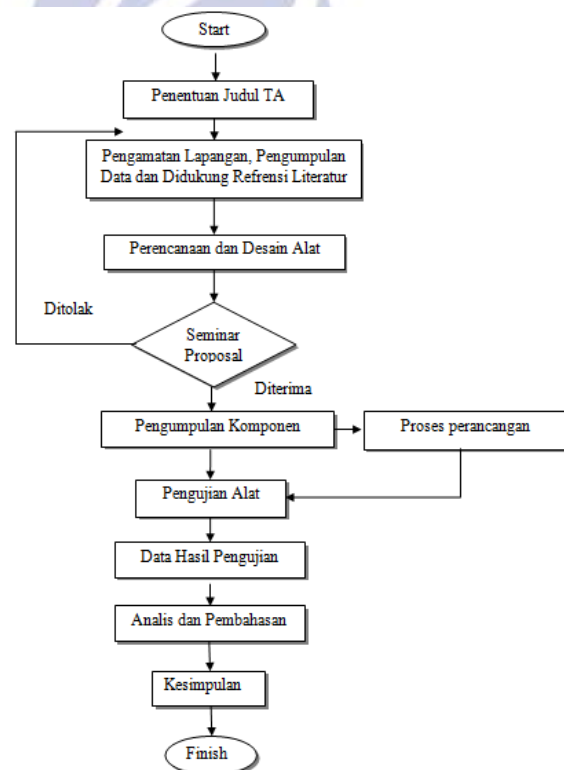 Start
Penentuan Judul TA
Pengamatan Lapangan, Pengumpulan
Data dan Didukung Refrensi Literatur
Perencanaan dan Desain Alat
Ditolak
Seminar
Proposal
Diterima
Pengumpulan Komponen
Proses perancangan
Pengujian Alat
Data Hasil Pengujian
Analis dan Pembahasan
Kesimpulan
Finish